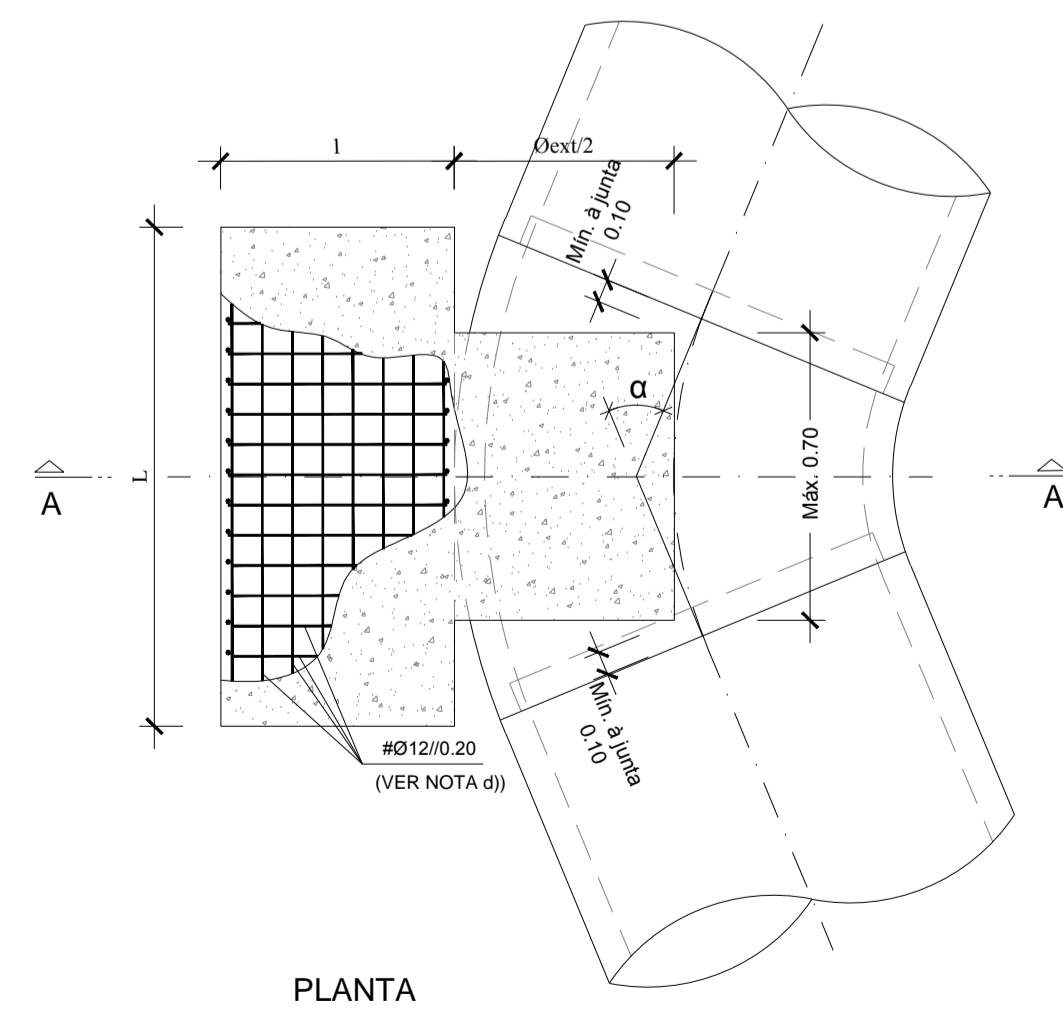 l
Øext/2
Mín. à junta
0.10
α
Máx. 0.70
L
A
A
#Ø12//0.20
(VER NOTA d))
Mín. à junta
0.10
PLANTA